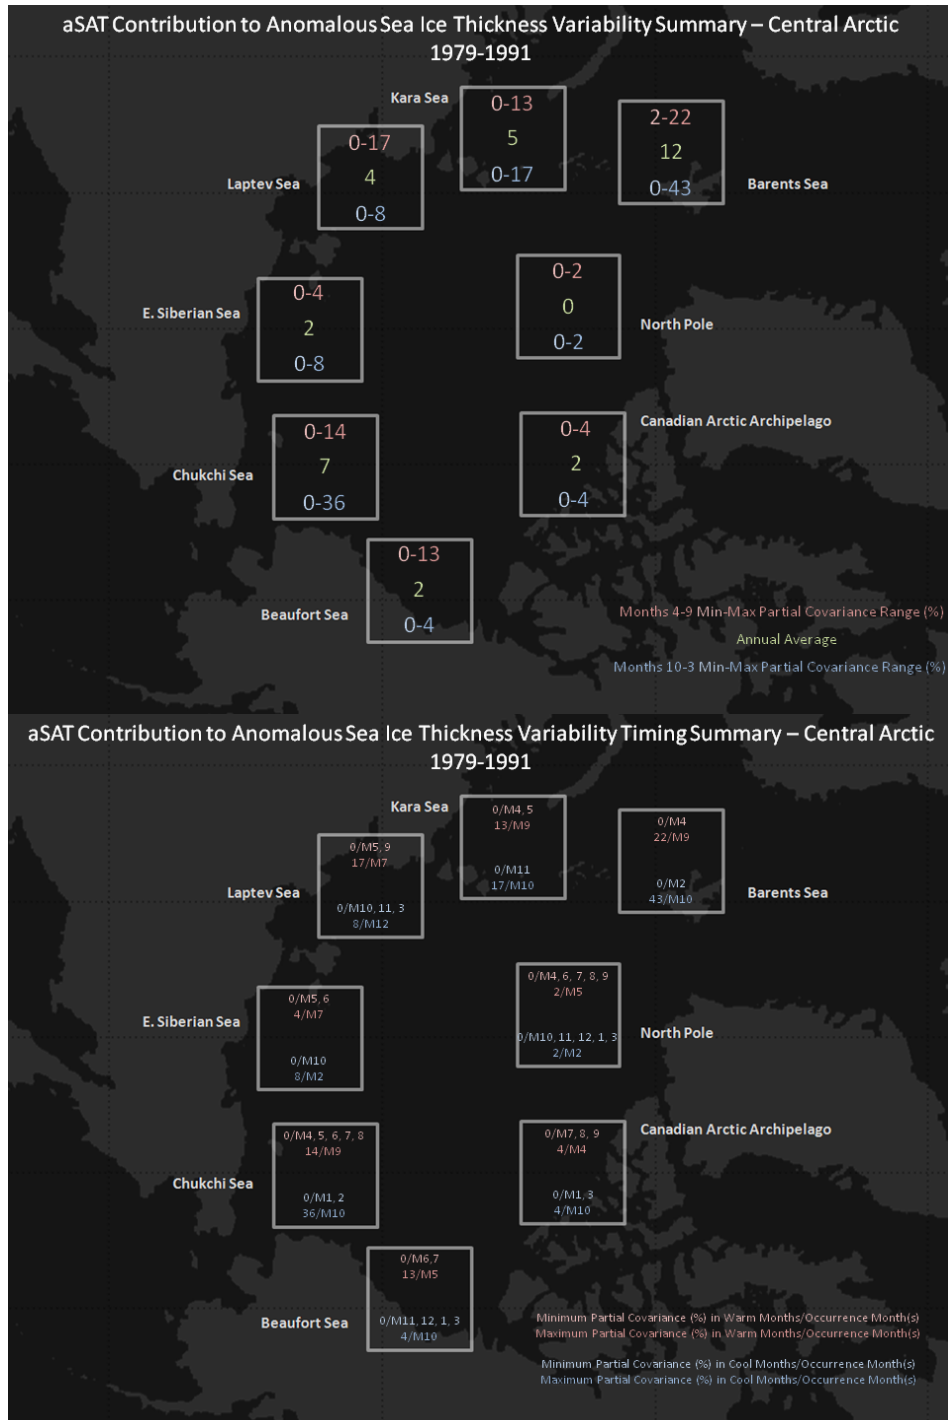 aSAT Contribution to Anomalous Sea Ice Thickness Variability Summary – Central Arctic
1979-1991
Kara Sea
0-13
5
0-17
2-22
12
0-43
Barents Sea
Laptev Sea
0-17
4
0-8
E. Siberian Sea
0-4
2
0-8
0-2
0
0-2
North Pole
Chukchi Sea
0-14
7
0-36
0-4
2
0-4
Canadian Arctic Archipelago
Beaufort Sea
0-13
2
0-4
Months 4-9 Min-Max Partial Covariance Range (%)
Annual Average
Months 10-3 Min-Max Partial Covariance Range (%)
aSAT Contribution to Anomalous Sea Ice Thickness Variability Timing Summary – Central Arctic
1979-1991
Kara Sea
0/M4, 5
13/M9
0/M11
17/M10
0/M4
22/M9
0/M2
43/M10
Barents Sea
Laptev Sea
0/M5, 9
17/M7
0/M10, 11, 3
8/M12
E. Siberian Sea
0/M5, 6
4/M7
0/M10
8/M2
0/M4, 6, 7, 8, 9
2/M5
0/M10, 11, 12, 1, 3
2/M2
North Pole
Chukchi Sea
0/M4, 5, 6, 7, 8
14/M9
0/M1, 2
36/M10
0/M7, 8, 9
4/M4
0/M1, 3
4/M10
Canadian Arctic Archipelago
Beaufort Sea
0/M6,7
13/M5
0/M11, 12, 1, 3
4/M10
Minimum Partial Covariance (%) in Warm Months/Occurrence Month(s)
Maximum Partial Covariance (%) in Warm Months/Occurrence Month(s)
Minimum Partial Covariance (%) in Cool Months/Occurrence Month(s)
Maximum Partial Covariance (%) in Cool Months/Occurrence Month(s)